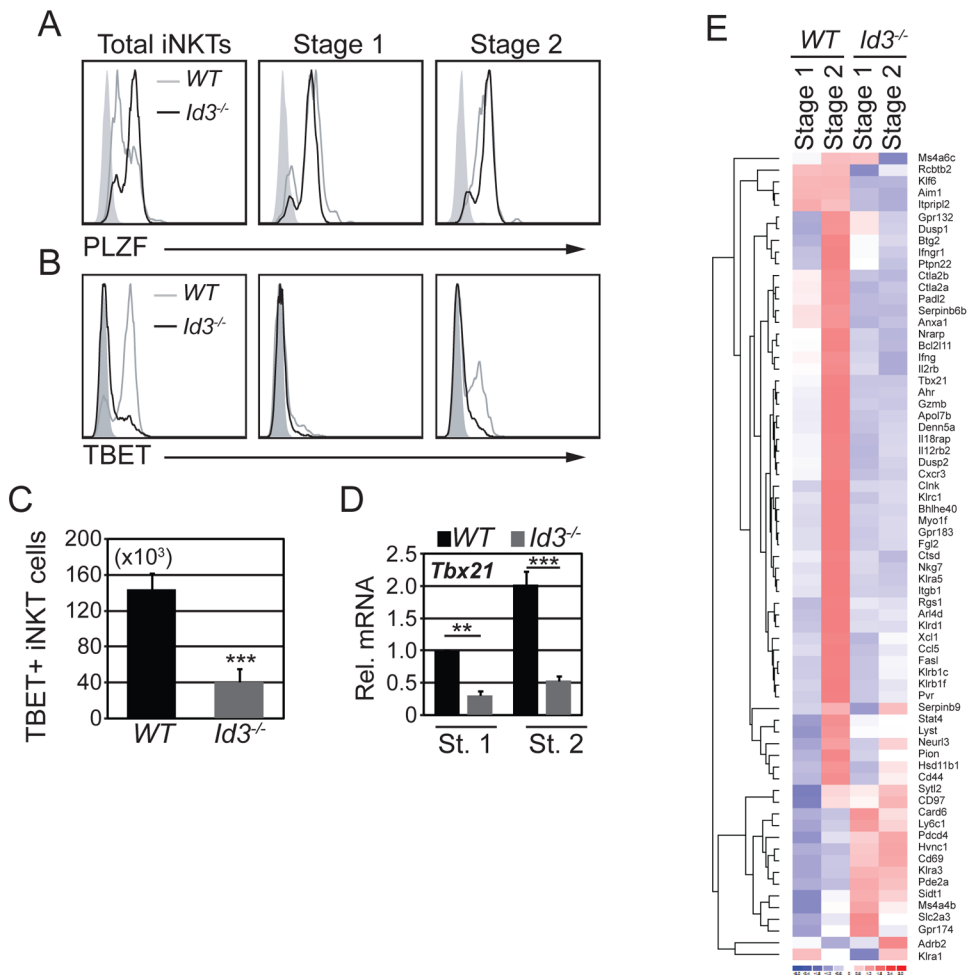 A
Total iNKTs
Stage 1
Stage 2
WT
Id3-/-
PLZF
B
WT
Id3-/-
TBET
C
TBET+ iNKT cells
200
160
120
80
40
0
(x10³)
***
WT
Id3-/-
D
WT
Id3-/-
Rel. mRNA
2.5
2.0
1.5
1.0
0.5
0
Tbx21
**
***
St. 1
St. 2
E
WT
Id3-/-
Stage 1
Stage 2
Stage 1
Stage 2
Ms4a6c
Rcbtb2
Klf6
Aim1
Itpripl2
Gpr132
Dusp1
Btg2
Ifngr1
Ptpn22
Ctla2b
Ctla2a
Padl2
Serpinb6b
Anxa1
Nrarp
Bcl2l11
Ifng
Il2rb
Tbx21
Ahr
Gzmb
Apol7b
Denn5a
Il18rap
Il12rb2
Dusp2
Cxcr3
Clnk
Klrc1
Bhlhe40
Myo1f
Gpr183
Fgl2
Ctsd
Nkg7
Klra5
Itgb1
Rgs1
Arl4d
Klrd1
Xcl1
Ccl5
Fasl
Klrb1c
Klrb1f
Pvr
Serpinb9
Stat4
Lyst
Neurl3
Pion
Hsd11b1
Cd44
Sytl2
CD97
Card6
Ly6c1
Pdcd4
Hvnc1
Cd69
Klra3
Pde2a
Sidt1
Ms4a4b
Slc2a3
Gpr174
Adrb2
Klra1